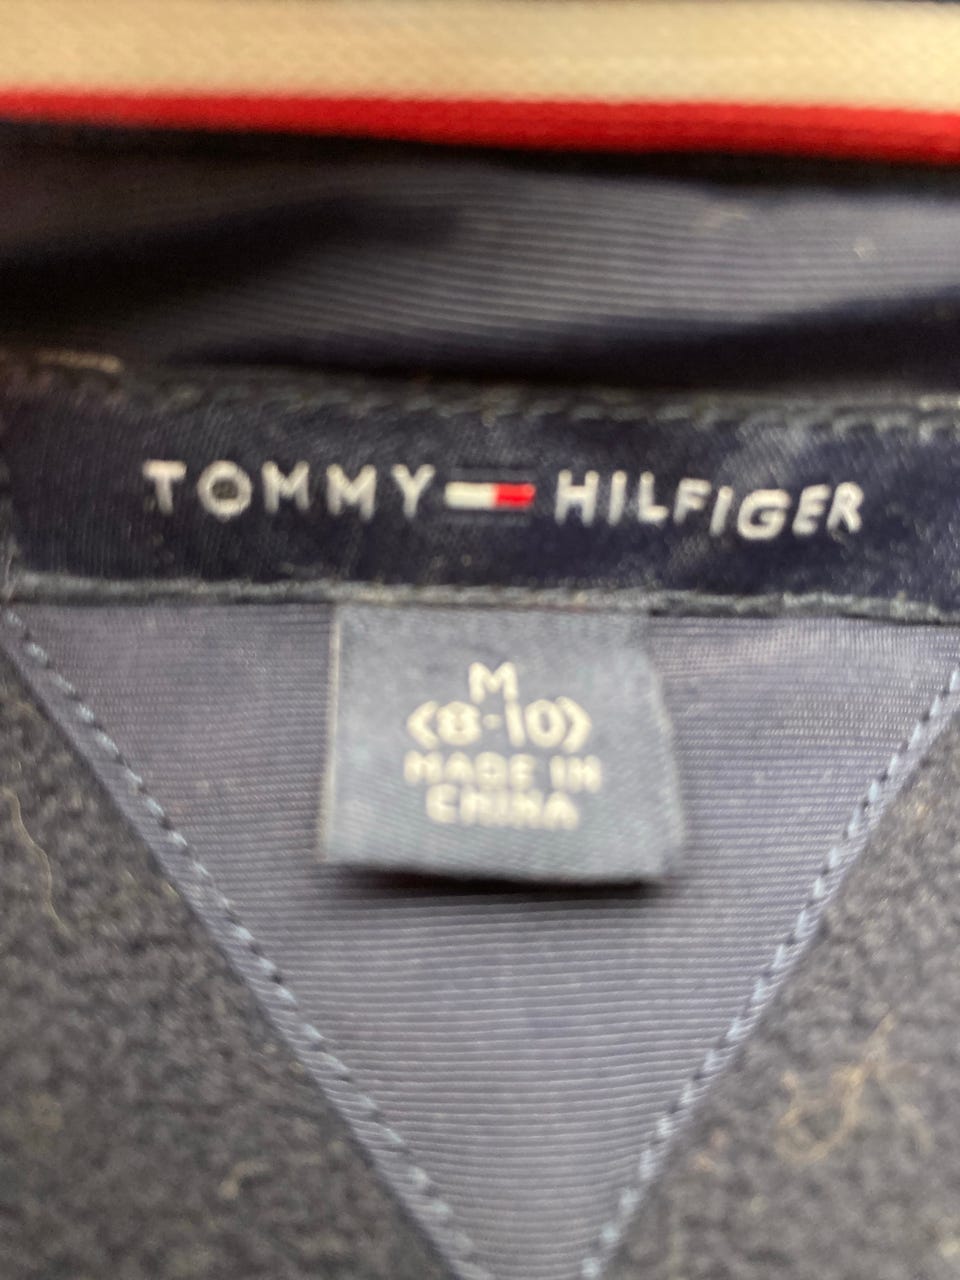 TOMMY HILFIGER
M
(8-10)
MADE IN
CHINA